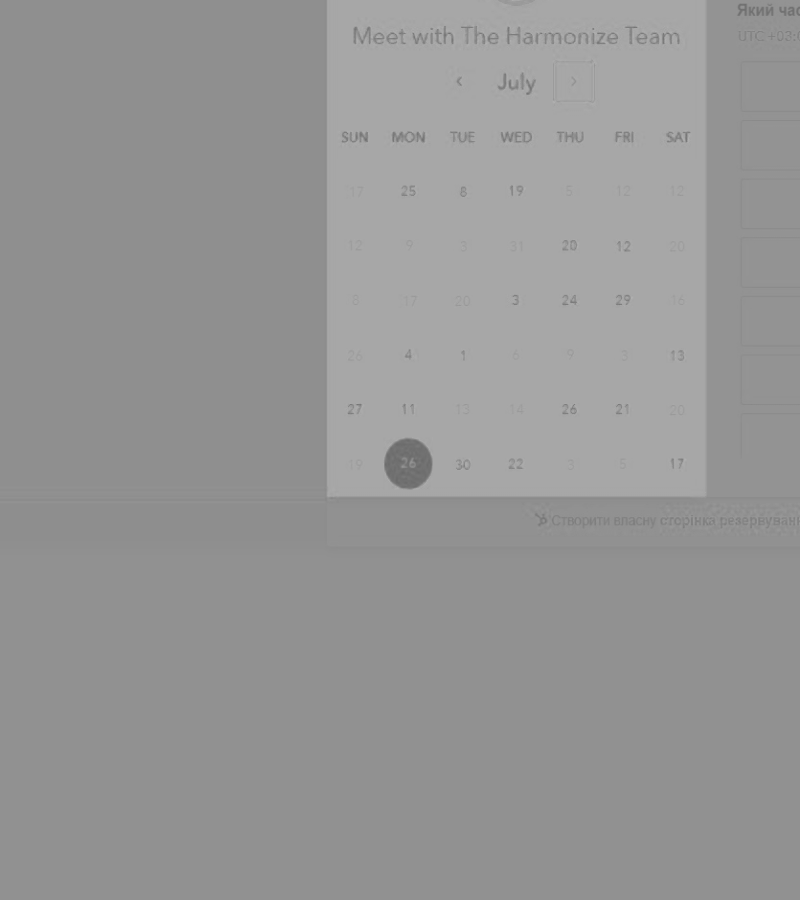 Який час
UTC +03:0
Meet with The Harmonize Team
July
SUN MON TUE WED THU FRI SAT
17 25 8 19 5 12 12
12 9 3 31 20 12 20
8 17 20 3 24 29 16
26 4 1 6 9 3 13
27 11 13 14 26 21 20
19 26 30 22 3 5 17
Створити власну сторінка резервуванн